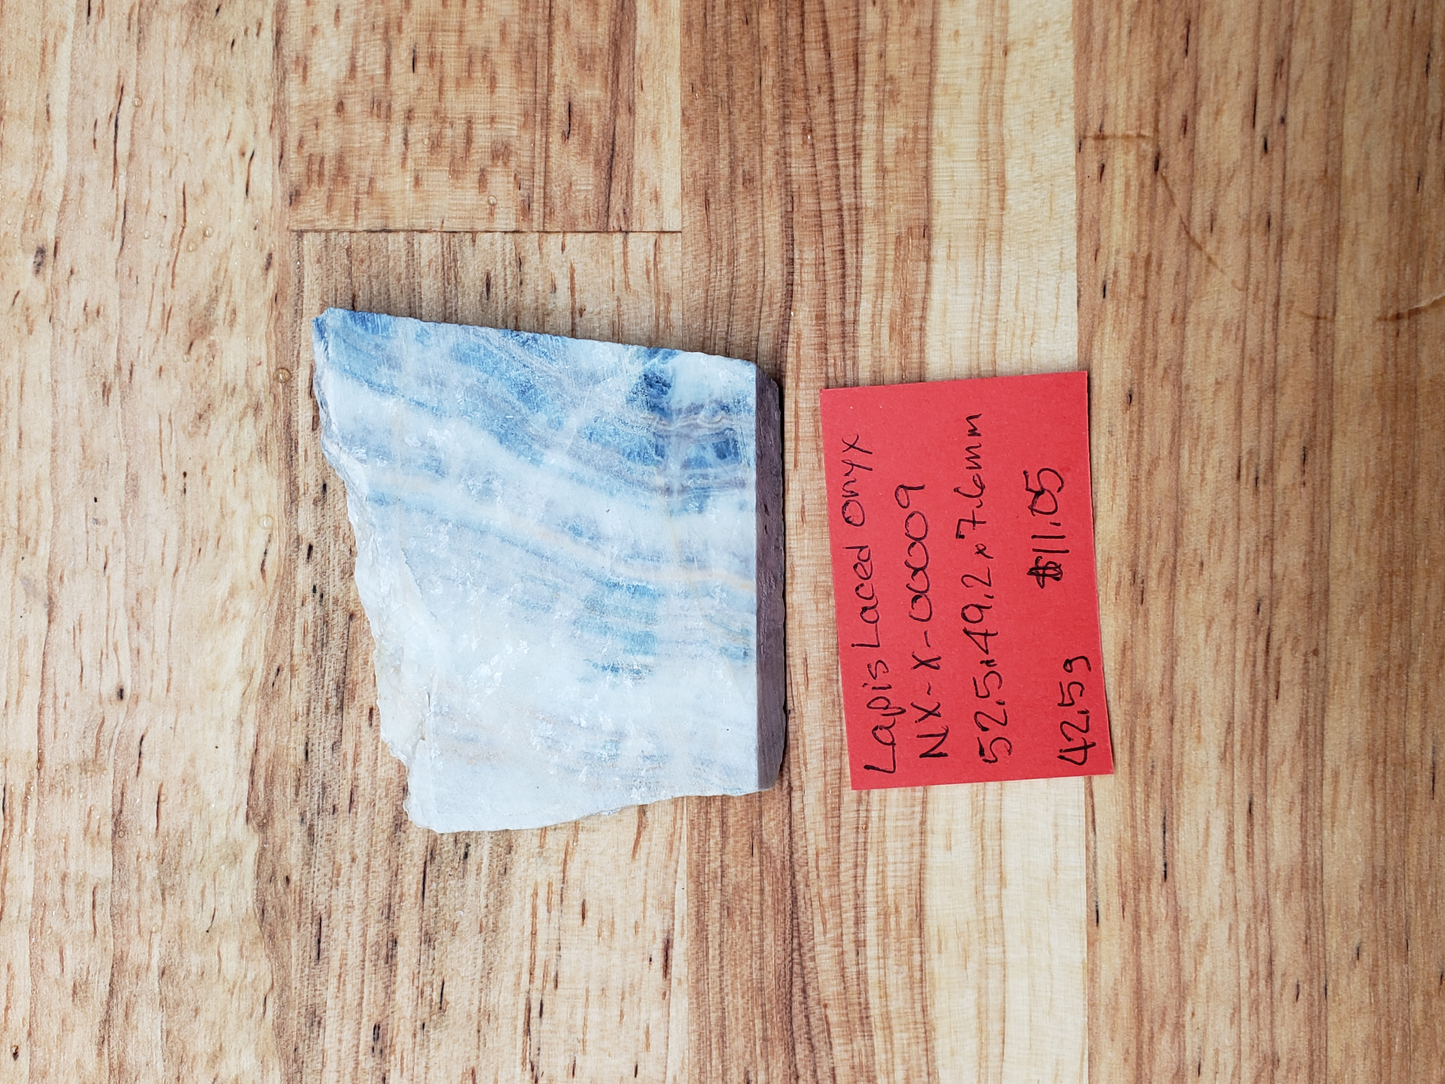 Lapis Laced Onyx
NX-X-00009
52.5x49.2x7.6mm
42.5g $11.05